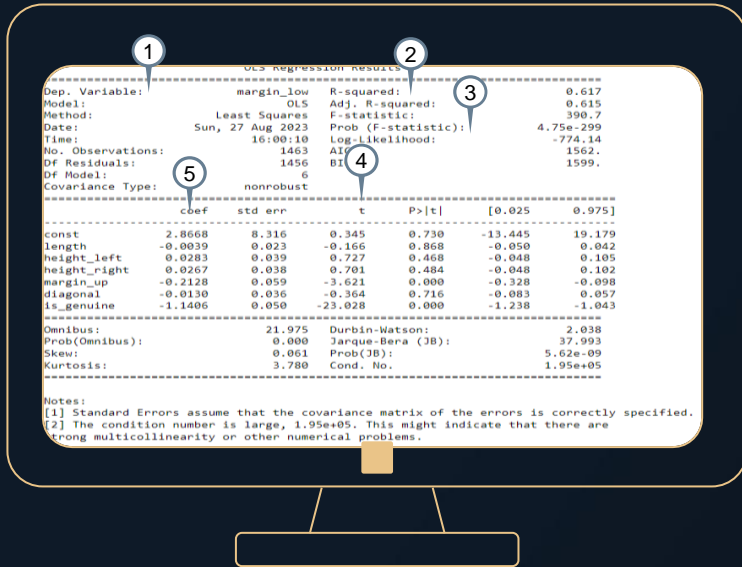 OLS Regression Results
==============================================================================
Dep. Variable: margin_low R-squared: 0.617
Model: OLS Adj. R-squared: 0.615
Method: Least Squares F-statistic: 390.7
Date: Sun, 27 Aug 2023 Prob (F-statistic): 4.75e-299
Time: 16:00:10 Log-Likelihood: -774.14
No. Observations: 1463 AIC 1562.
Df Residuals: 1456 BI 1599.
Df Model: 6
Covariance Type: nonrobust
==============================================================================
coef std err t P>|t| [0.025 0.975]
------------------------------------------------------------------------------
const 2.8668 8.316 0.345 0.730 -13.445 19.179
length -0.0039 0.023 -0.166 0.868 -0.050 0.042
height_left 0.0283 0.039 0.727 0.468 -0.048 0.105
height_right 0.0267 0.038 0.701 0.484 -0.048 0.102
margin_up -0.2128 0.059 -3.621 0.000 -0.328 -0.098
diagonal -0.0130 0.036 -0.364 0.716 -0.083 0.057
is_genuine -1.1406 0.050 -23.028 0.000 -1.238 -1.043
==============================================================================
Omnibus: 21.975 Durbin-Watson: 2.038
Prob(Omnibus): 0.000 Jarque-Bera (JB): 37.993
Skew: 0.061 Prob(JB): 5.62e-09
Kurtosis: 3.780 Cond. No. 1.95e+05
==============================================================================
Notes:
[1] Standard Errors assume that the covariance matrix of the errors is correctly specified.
[2] The condition number is large, 1.95e+05. This might indicate that there are
strong multicollinearity or other numerical problems.
1
2
3
4
5